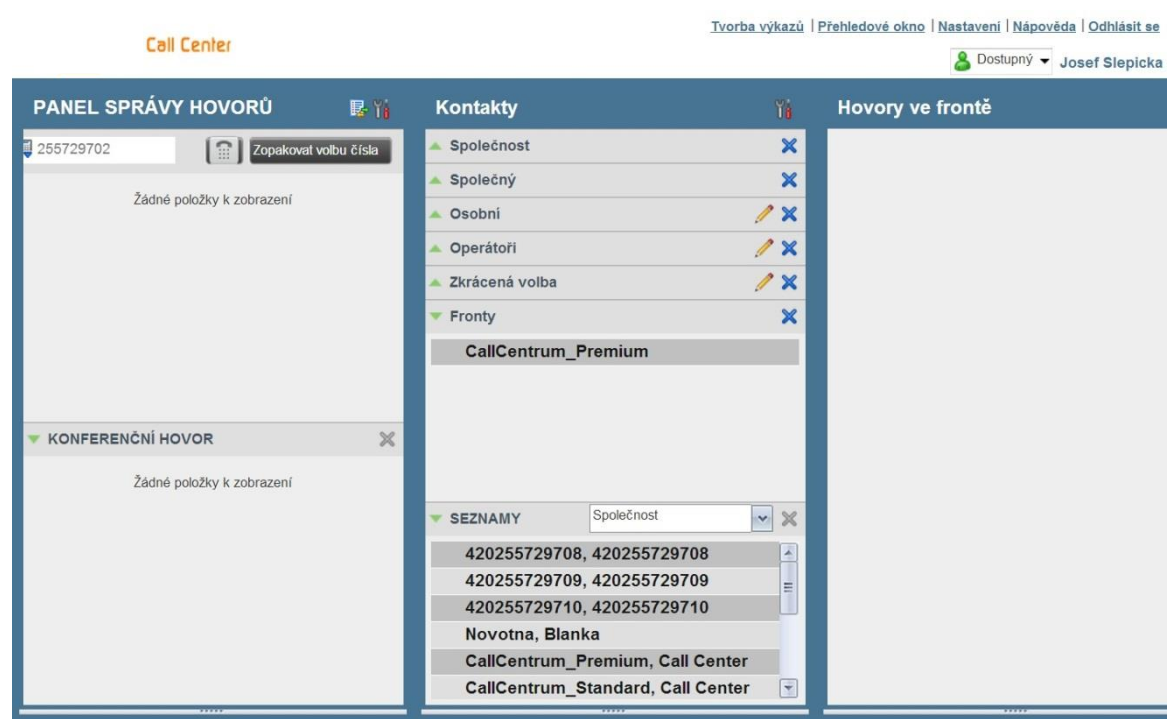 Call Center
Tvorba výkazů | Přehledové okno | Nastavení | Nápověda | Odhlásit se
Dostupný Josef Slepicka
PANEL SPRÁVY HOVORŮ
255729702 Zopakovat volbu čísla
Žádné položky k zobrazení
KONFERENČNÍ HOVOR
Žádné položky k zobrazení
Kontakty
Společnost
Společný
Osobní
Operátoři
Zkrácená volba
Fronty
CallCentrum_Premium
SEZNAMY Společnost
420255729708, 420255729708
420255729709, 420255729709
420255729710, 420255729710
Novotna, Blanka
CallCentrum_Premium, Call Center
CallCentrum_Standard, Call Center
Hovory ve frontě